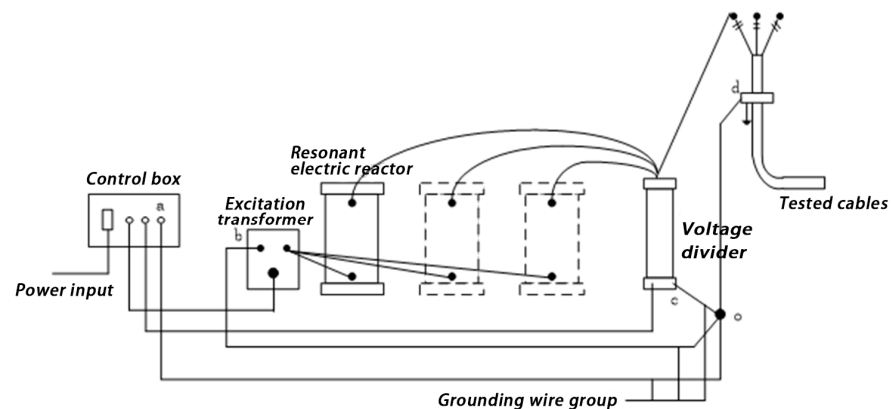 d
Resonant
electric reactor
Control box
a
Excitation
transformer
b
Tested cables
Voltage
divider
Power input
c
o
Grounding wire group